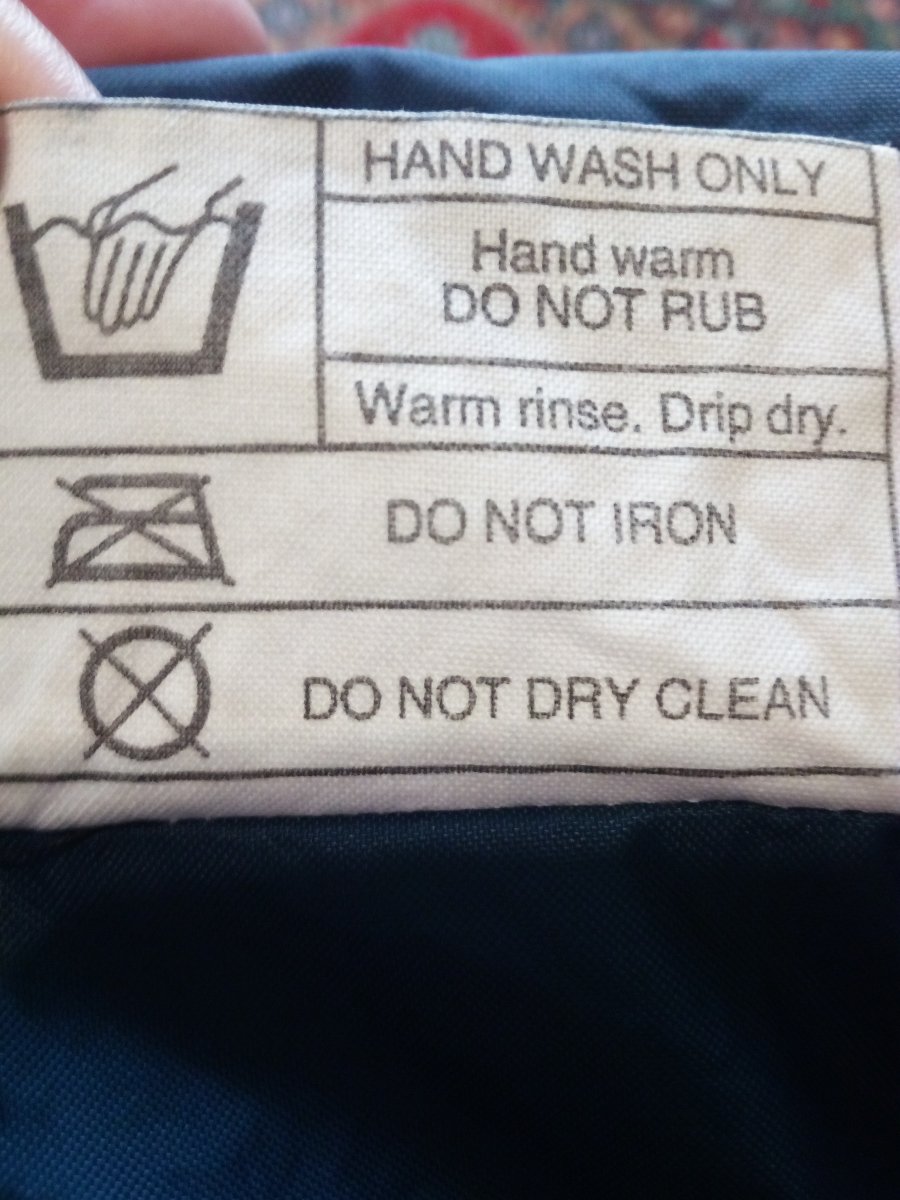 HAND WASH ONLY
Hand warm
DO NOT RUB
Warm rinse. Drip dry.
DO NOT IRON
DO NOT DRY CLEAN